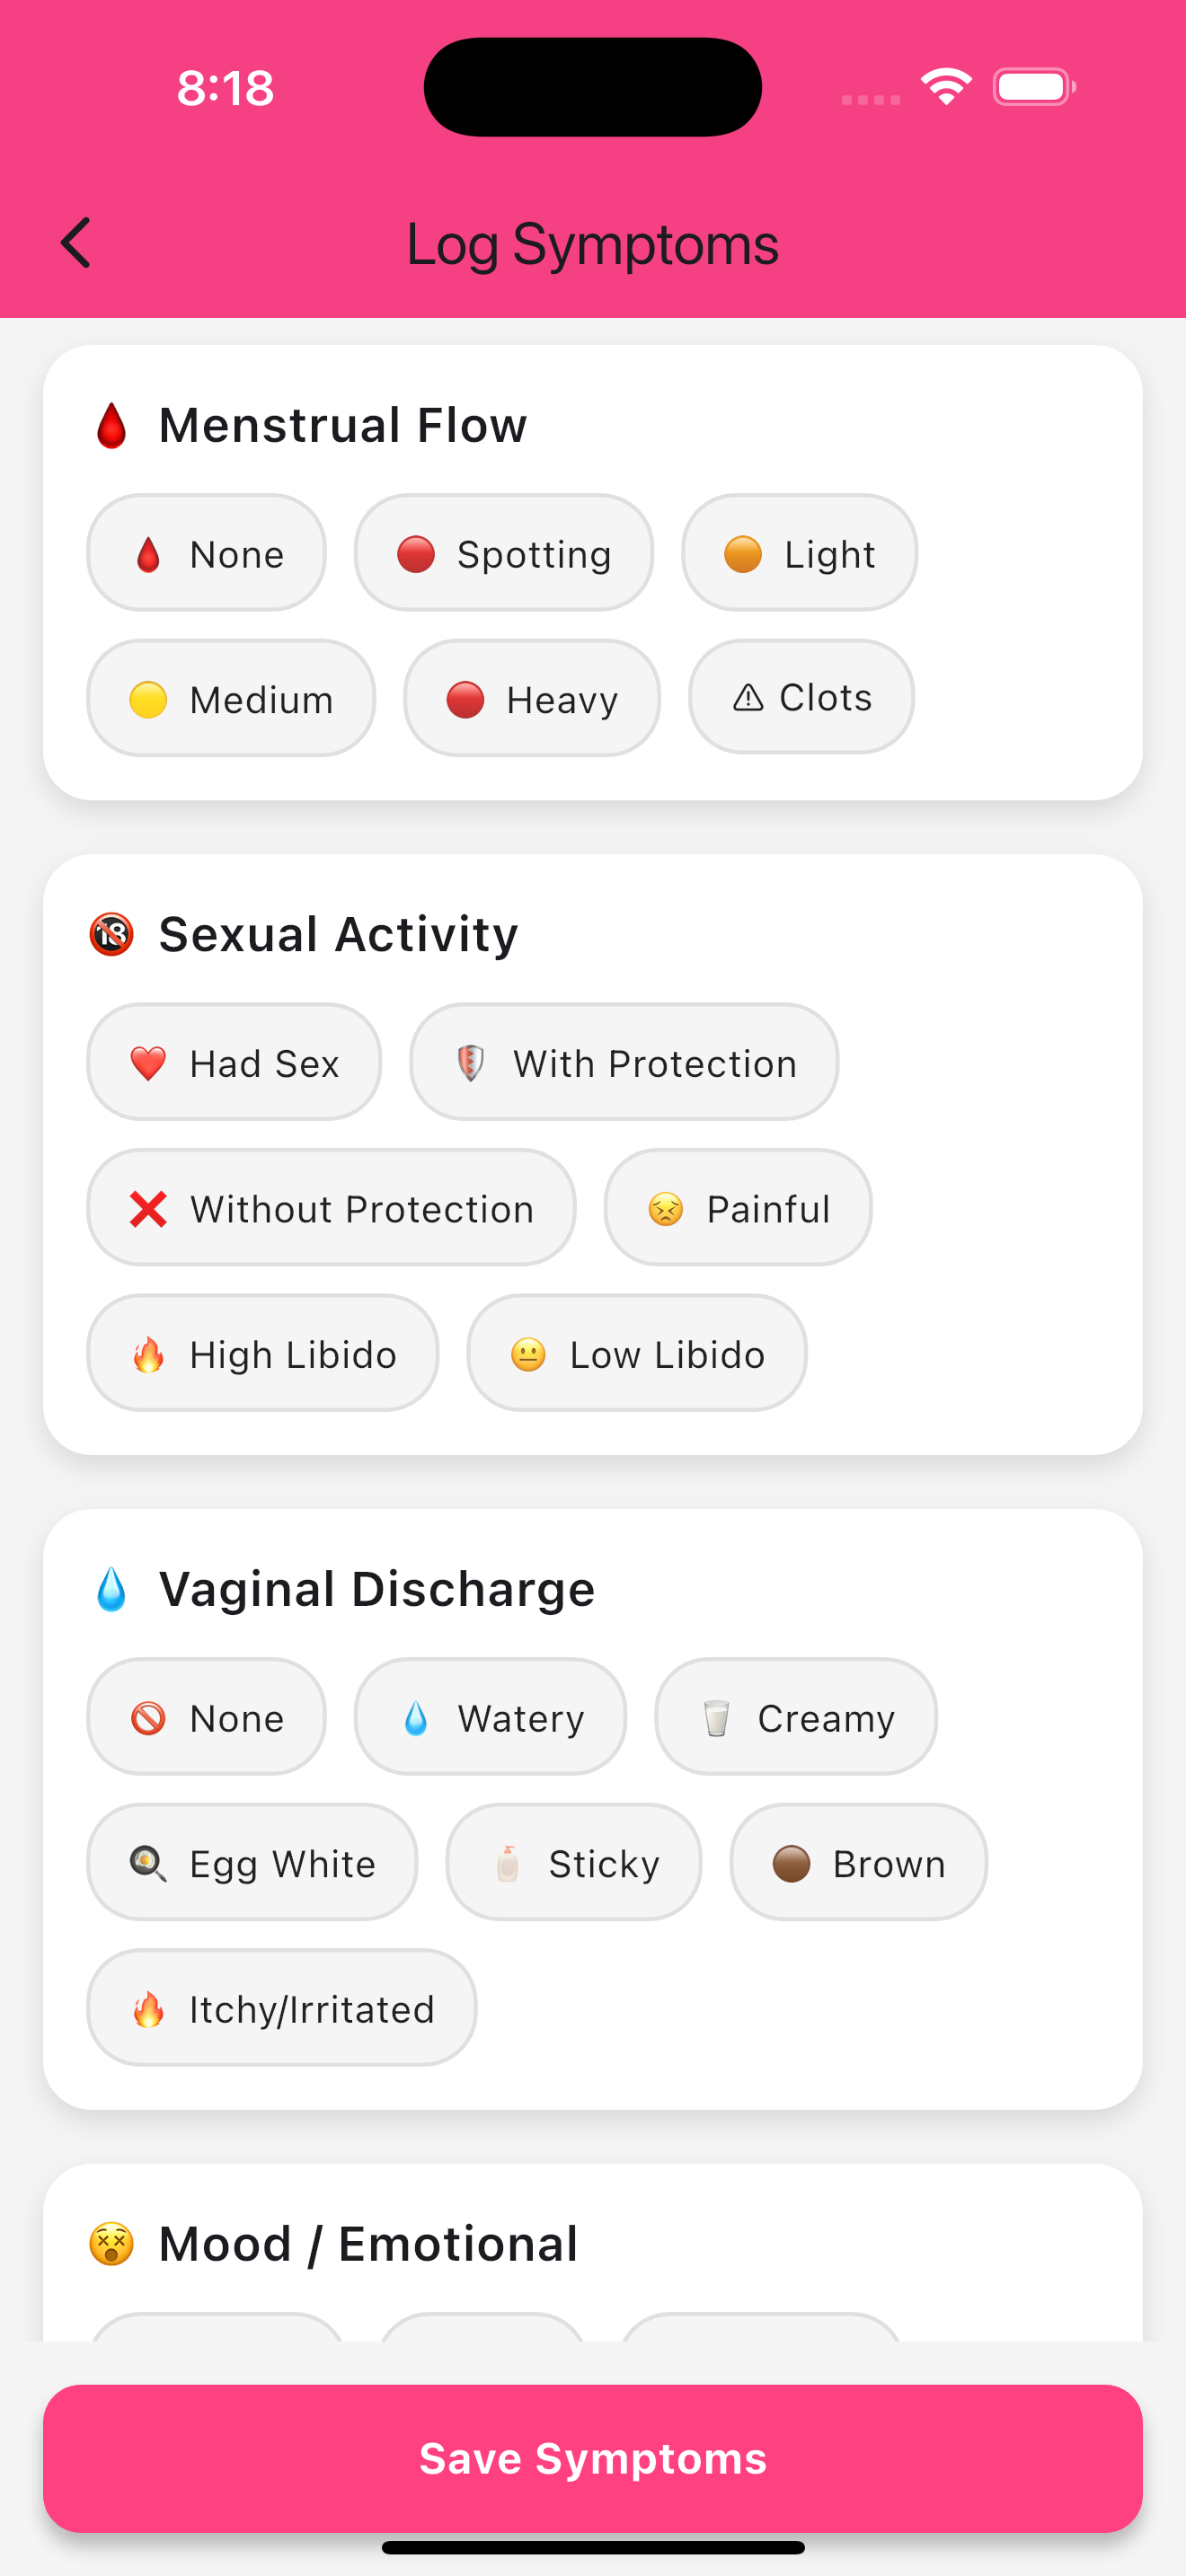 8:18
Log Symptoms
🩸 Menstrual Flow
🩸 None 🔴 Spotting 🟠 Light
🟡 Medium 🔴 Heavy ⚠ Clots
🔞 Sexual Activity
❤️ Had Sex 🛡️ With Protection
❌ Without Protection 😣 Painful
🔥 High Libido 😐 Low Libido
💧 Vaginal Discharge
🚫 None 💧 Watery 🥛 Creamy
🍳 Egg White 🧴 Sticky 🟤 Brown
🔥 Itchy/Irritated
😵 Mood / Emotional
Save Symptoms